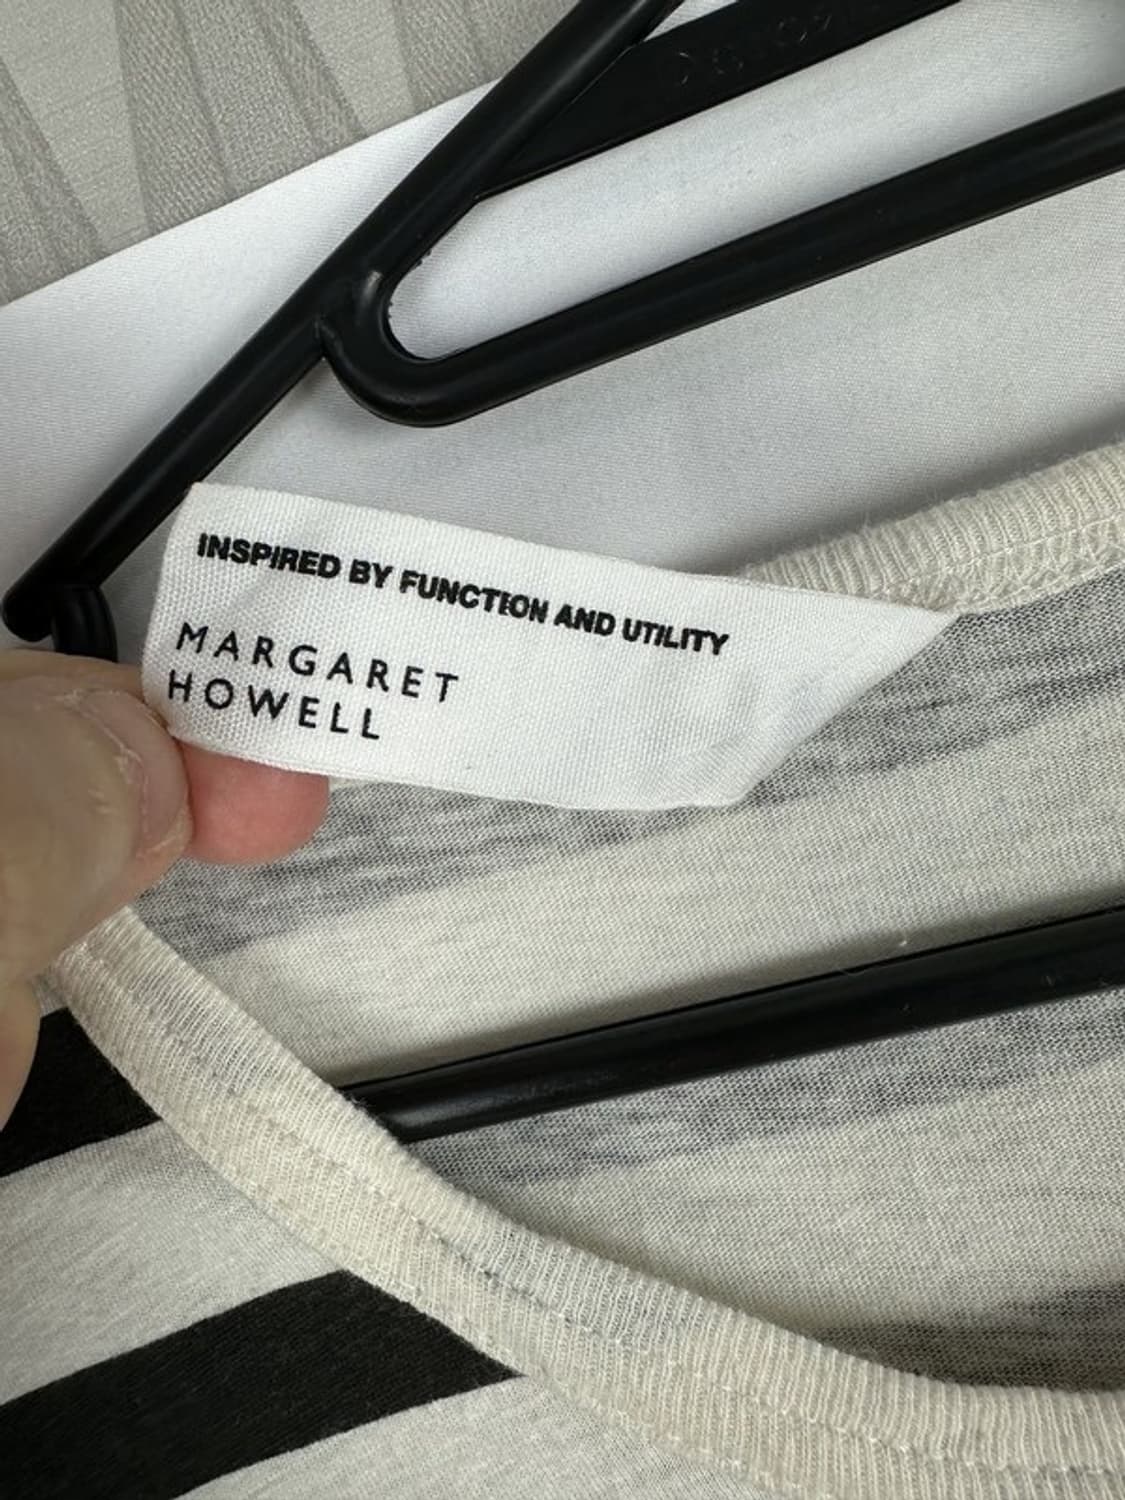 INSPIRED BY FUNCTION AND UTILITY
MARGARET
HOWELL